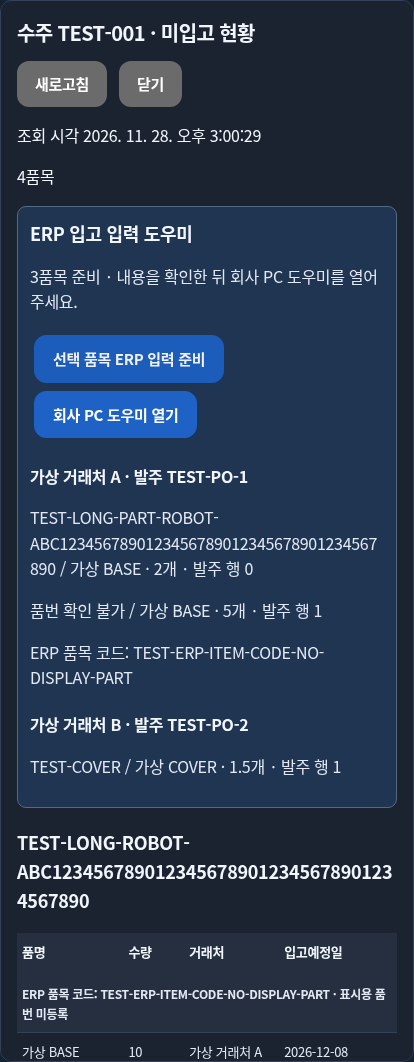 수주 TEST-001 · 미입고 현황
새로고침 닫기
조회 시각 2026. 11. 28. 오후 3:00:29
4품목
ERP 입고 입력 도우미
3품목 준비 · 내용을 확인한 뒤 회사 PC 도우미를 열어
주세요.
선택 품목 ERP 입력 준비
회사 PC 도우미 열기
가상 거래처 A · 발주 TEST-PO-1
TEST-LONG-PART-ROBOT-
ABC1234567890123456789012345678901234567
890 / 가상 BASE · 2개 · 발주 행 0
품번 확인 불가 / 가상 BASE · 5개 · 발주 행 1
ERP 품목 코드: TEST-ERP-ITEM-CODE-NO-
DISPLAY-PART
가상 거래처 B · 발주 TEST-PO-2
TEST-COVER / 가상 COVER · 1.5개 · 발주 행 1
TEST-LONG-ROBOT-
ABC123456789012345678901234567890123
4567890
품명 수량 거래처 입고예정일
ERP 품목 코드: TEST-ERP-ITEM-CODE-NO-DISPLAY-PART · 표시용 품
번 미등록
가상 BASE 10 가상 거래처 A 2026-12-08